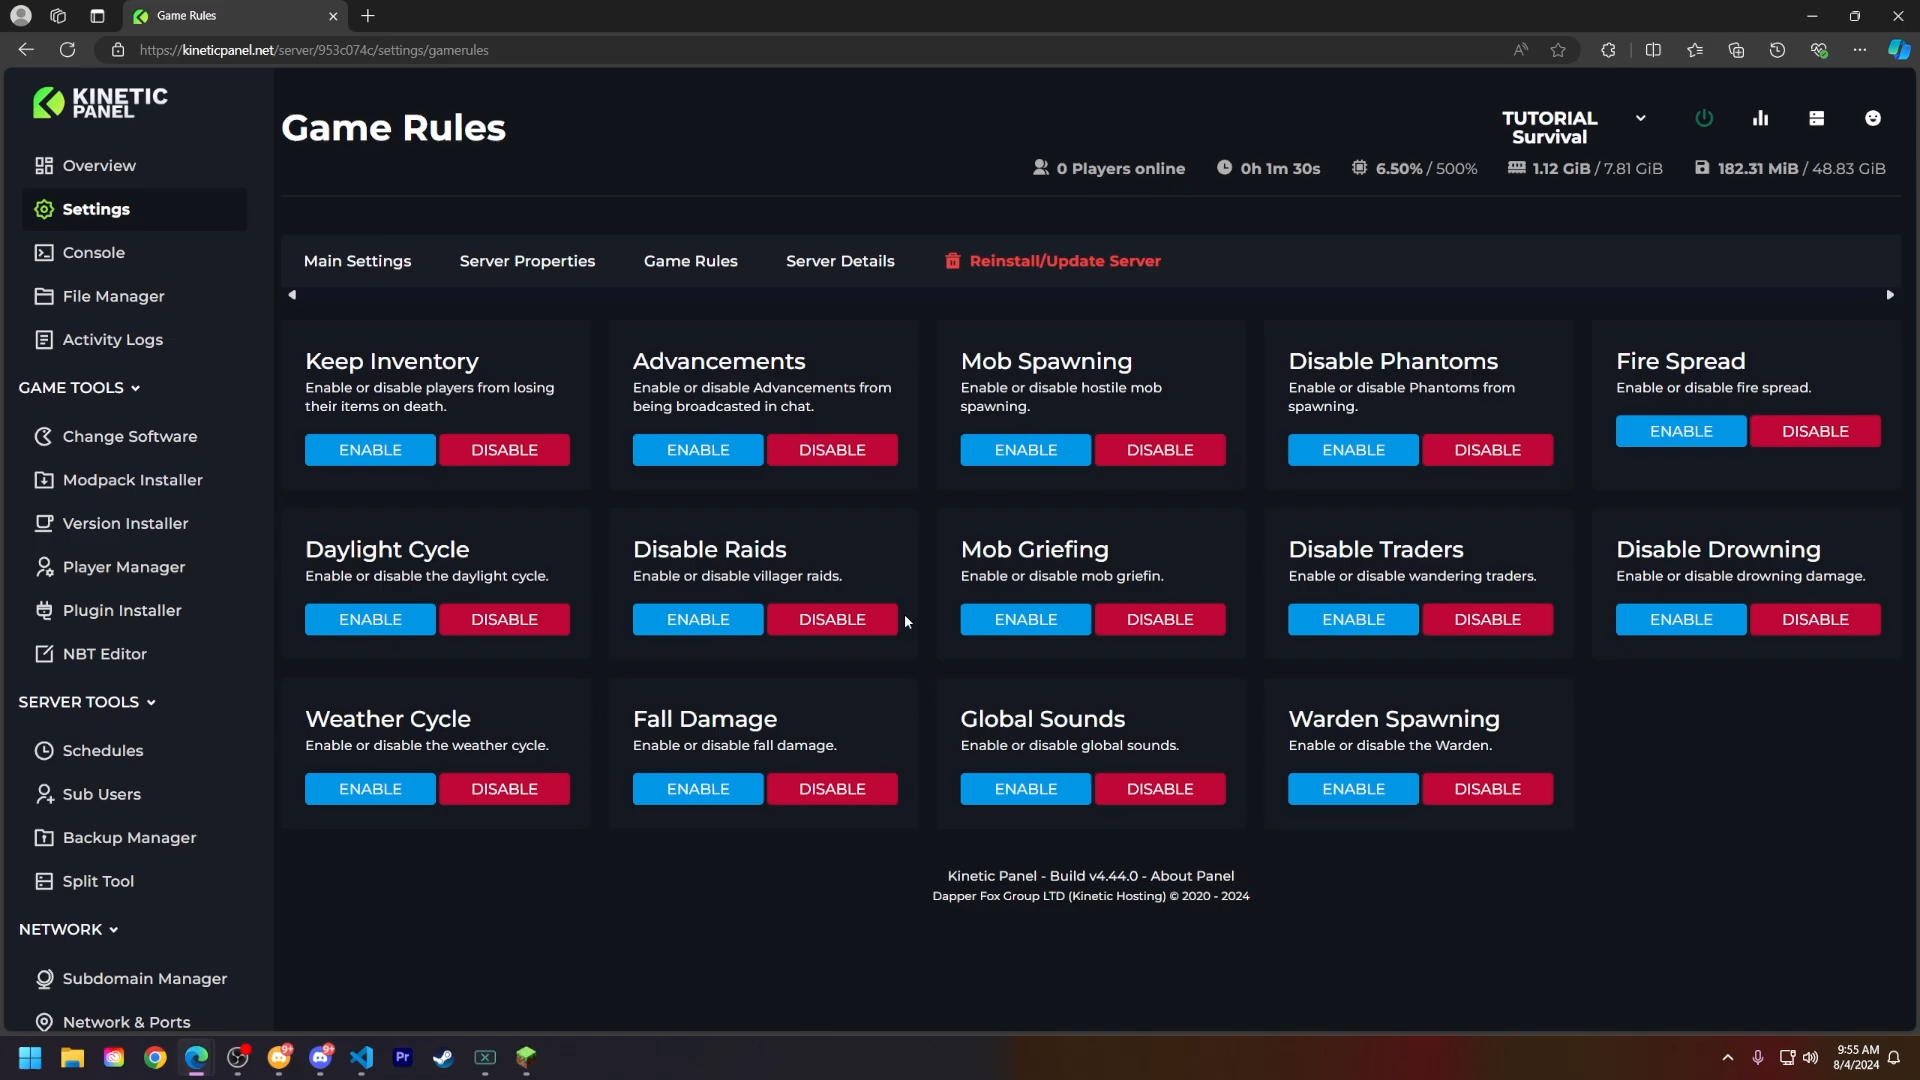 Game Rules
https://kineticpanel.net/server/953c074c/settings/gamerules
KINETIC
PANEL
Game Rules
TUTORIAL
Survival
0 Players online
0h 1m 30s
6.50% / 500%
1.12 GiB / 7.81 GiB
182.31 MiB / 48.83 GiB
Overview
Settings
Console
File Manager
Activity Logs
GAME TOOLS
Change Software
Modpack Installer
Version Installer
Player Manager
Plugin Installer
NBT Editor
SERVER TOOLS
Schedules
Sub Users
Backup Manager
Split Tool
NETWORK
Subdomain Manager
Network & Ports
Main Settings
Server Properties
Game Rules
Server Details
Reinstall/Update Server
Keep Inventory
Enable or disable players from losing
their items on death.
ENABLE
DISABLE
Advancements
Enable or disable Advancements from
being broadcasted in chat.
ENABLE
DISABLE
Mob Spawning
Enable or disable hostile mob
spawning.
ENABLE
DISABLE
Disable Phantoms
Enable or disable Phantoms from
spawning.
ENABLE
DISABLE
Fire Spread
Enable or disable fire spread.
ENABLE
DISABLE
Daylight Cycle
Enable or disable the daylight cycle.
ENABLE
DISABLE
Disable Raids
Enable or disable villager raids.
ENABLE
DISABLE
Mob Griefing
Enable or disable mob griefin.
ENABLE
DISABLE
Disable Traders
Enable or disable wandering traders.
ENABLE
DISABLE
Disable Drowning
Enable or disable drowning damage.
ENABLE
DISABLE
Weather Cycle
Enable or disable the weather cycle.
ENABLE
DISABLE
Fall Damage
Enable or disable fall damage.
ENABLE
DISABLE
Global Sounds
Enable or disable global sounds.
ENABLE
DISABLE
Warden Spawning
Enable or disable the Warden.
ENABLE
DISABLE
Kinetic Panel - Build v4.44.0 - About Panel
Dapper Fox Group LTD (Kinetic Hosting) © 2020 - 2024
9+
9+
Pr
9:55 AM
8/4/2024